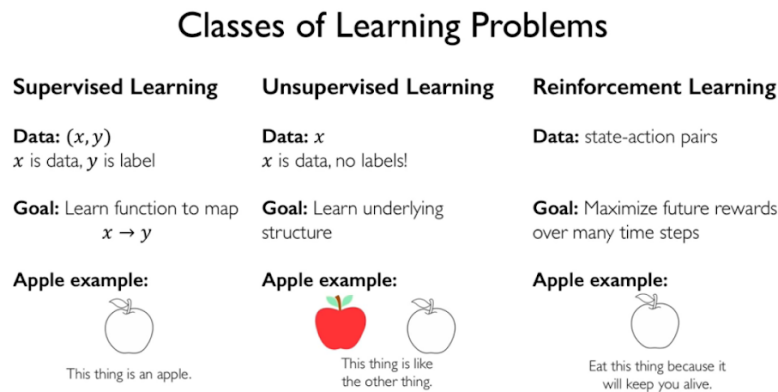 Classes of Learning Problems
Supervised Learning
Data: (x, y)
x is data, y is label
Goal: Learn function to map
x → y
Apple example:
This thing is an apple.
Unsupervised Learning
Data: x
x is data, no labels!
Goal: Learn underlying
structure
Apple example:
This thing is like
the other thing.
Reinforcement Learning
Data: state-action pairs
Goal: Maximize future rewards
over many time steps
Apple example:
Eat this thing because it
will keep you alive.